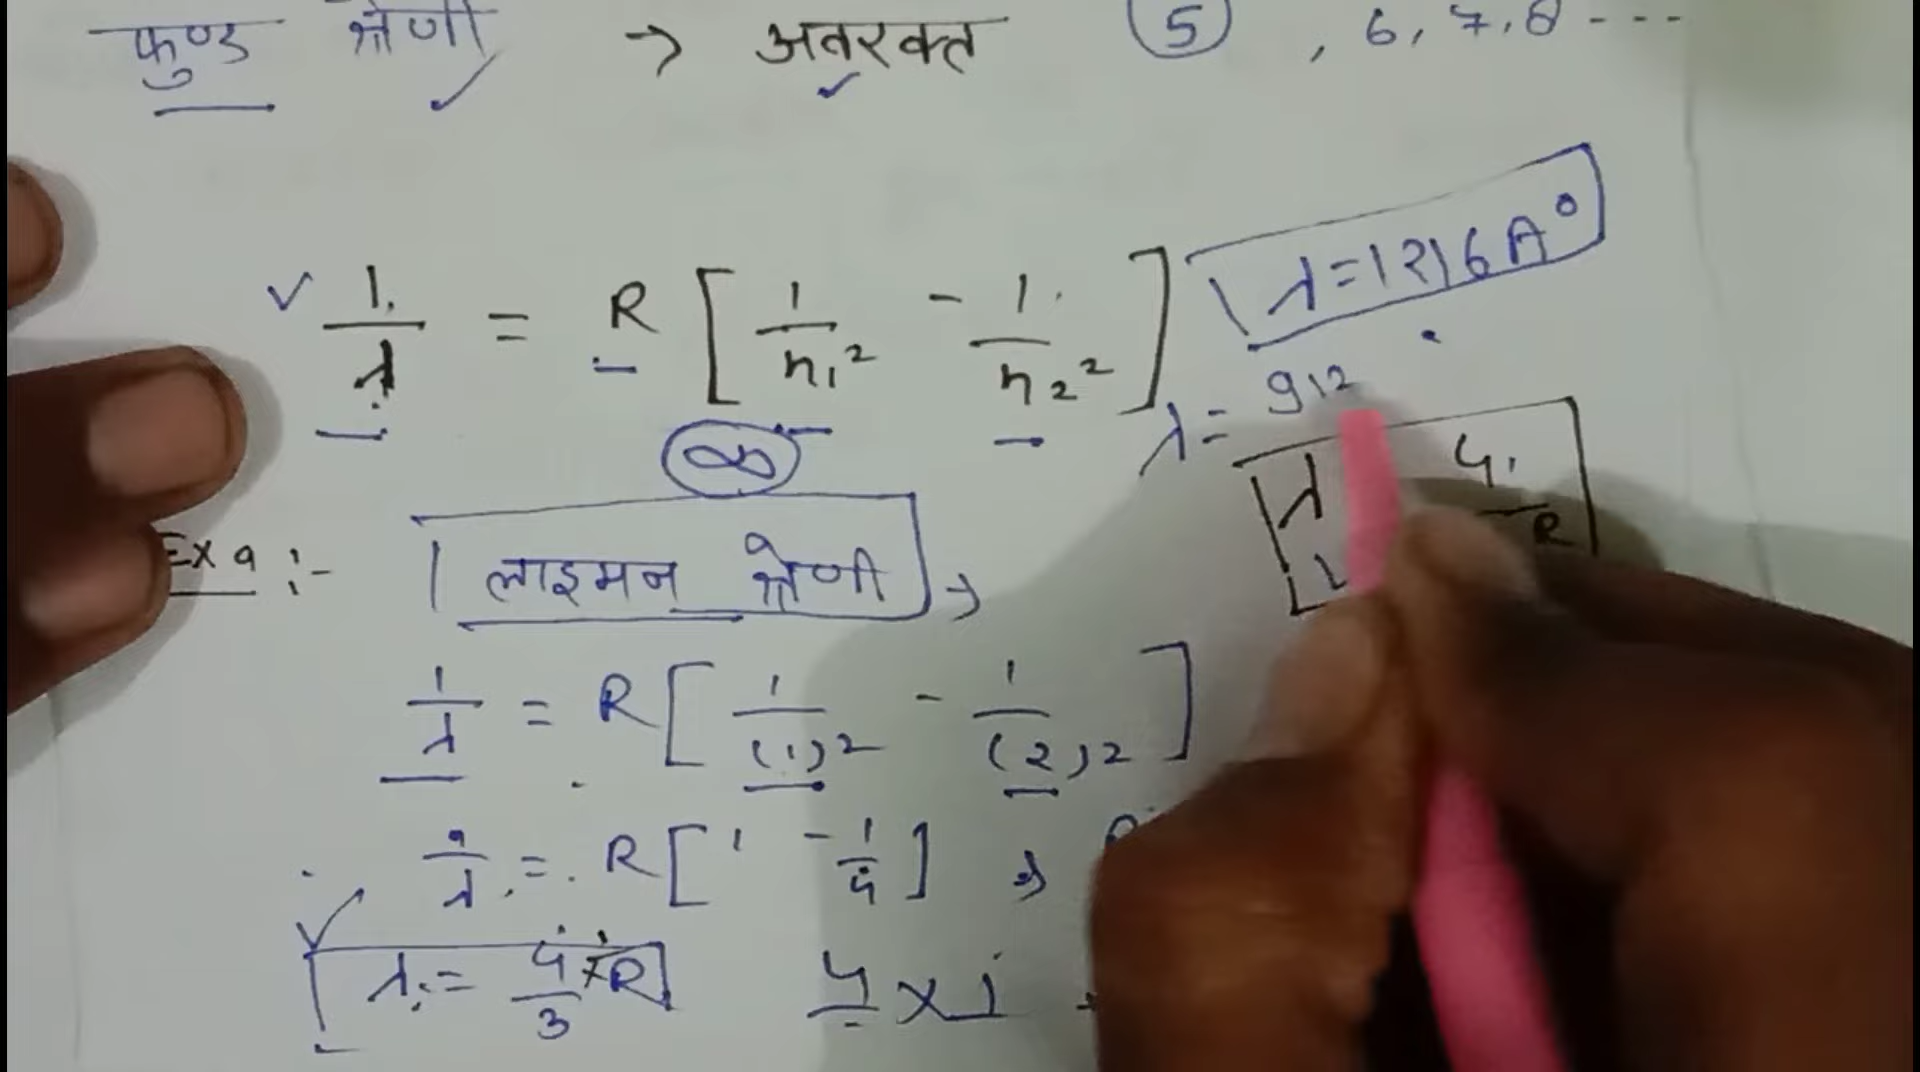 फुण्ड श्रेणी → अवरक्त 5 , 6, 7, 8 - - -
1/λ = R [ 1/n₁² - 1/n₂² ]
λ = 1216 A°
λ = 912
∞
Exa :- लाइमन श्रेणी →
1/λ = R [ 1/(1)² - 1/(2)² ]
1/λ = R [ 1 - 1/4 ]
λ = 4/3 R
4 × 1